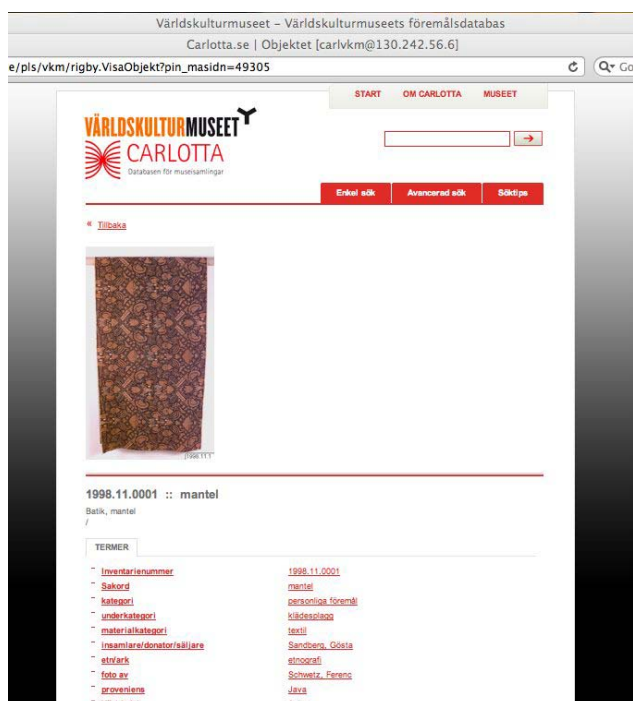 Världskulturmuseet – Världskulturmuseets föremålsdatabas
Carlotta.se | Objektet [carlvkm@130.242.56.6]
e/pls/vkm/rigby.VisaObjekt?pin_masidn=49305
Go
START OM CARLOTTA MUSEET
VÄRLDSKULTURMUSEET
CARLOTTA
Databasen för museisamlingar
Enkel sök Avancerad sök Söktips
« Tillbaka
1998.11.1
1998.11.0001 :: mantel
Batik, mantel
/
TERMER
Inventarienummer 1998.11.0001
Sakord mantel
kategori personliga föremål
underkategori klädesplagg
materialkategori textil
insamlare/donator/säljare Sandberg, Gösta
etn/ark etnografi
foto av Schwetz, Ferenc
proveniens Java